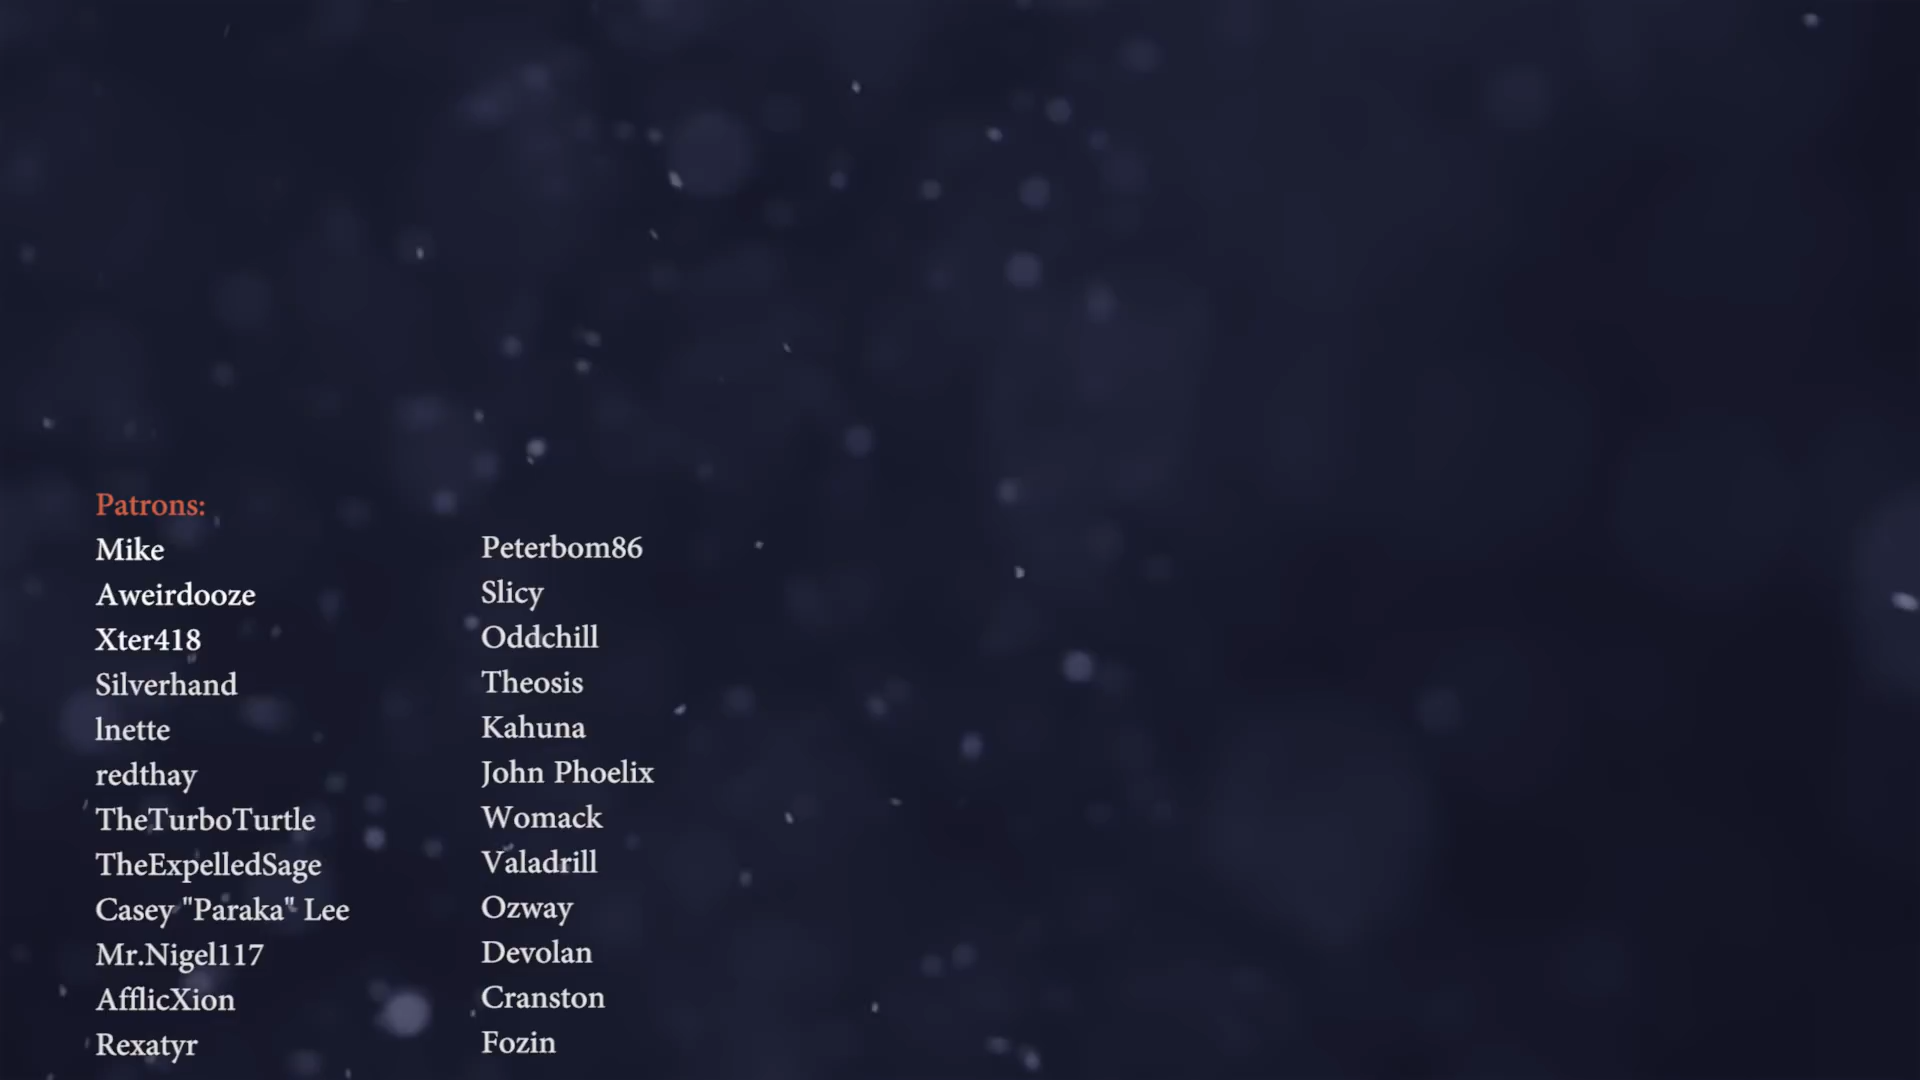 Patrons:
Mike
Aweirdooze
Xter418
Silverhand
lnette
redthay
TheTurboTurtle
TheExpelledSage
Casey "Paraka" Lee
Mr.Nigel117
AfflicXion
Rexatyr
Peterbom86
Slicy
Oddchill
Theosis
Kahuna
John Phoelix
Womack
Valadrill
Ozway
Devolan
Cranston
Fozin